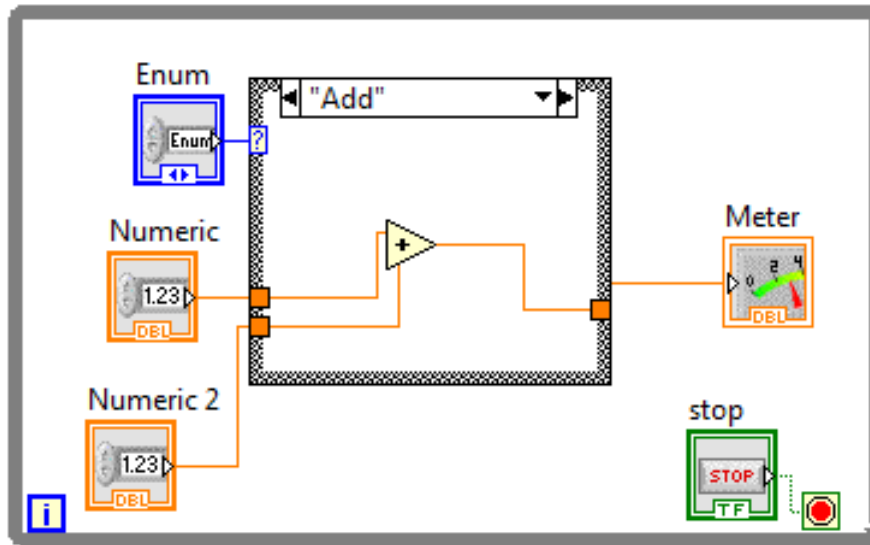 Enum
"Add"
Enum
?
Numeric
+
Meter
1.23
0 2 4
DBL
DBL
Numeric 2
stop
1.23
STOP
DBL
TF
i